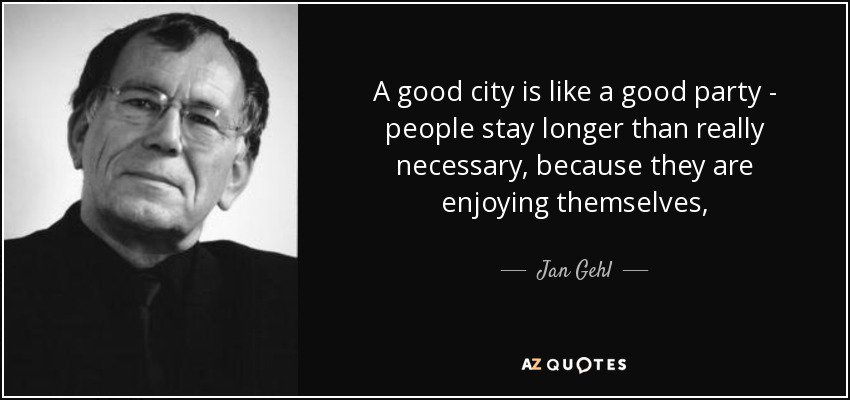 A good city is like a good party -
people stay longer than really
necessary, because they are
enjoying themselves,
Jan Gehl
AZ QUOTES